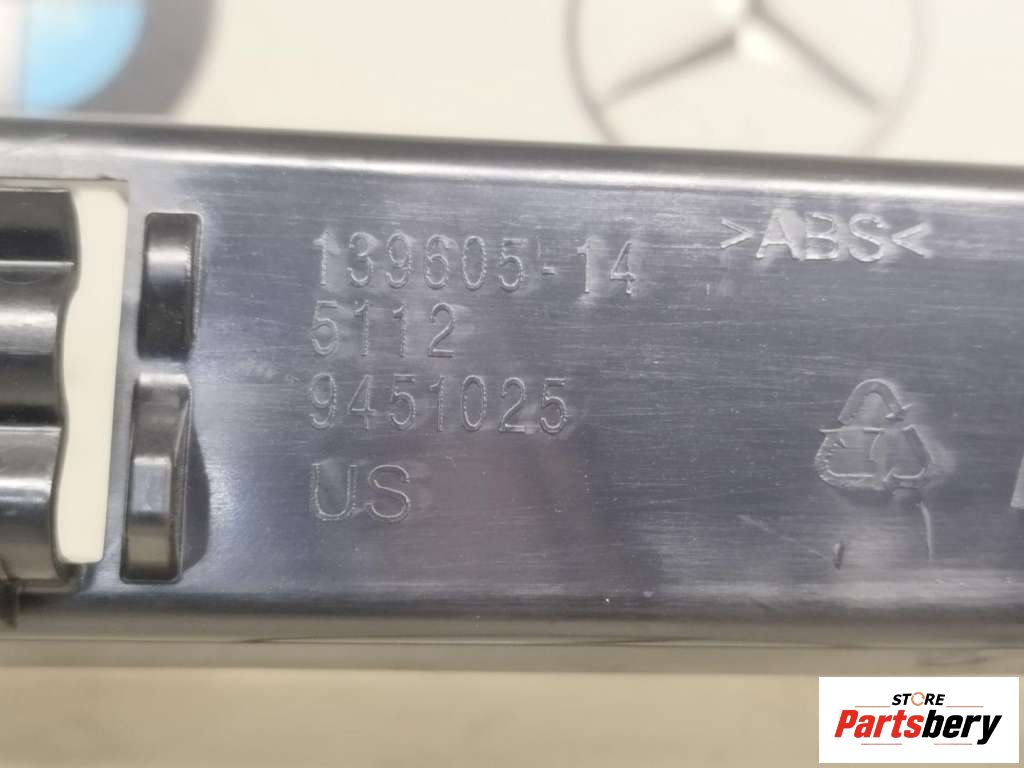 139605-14
>ABS<
5112
9451025
US
STORE
Partsbery